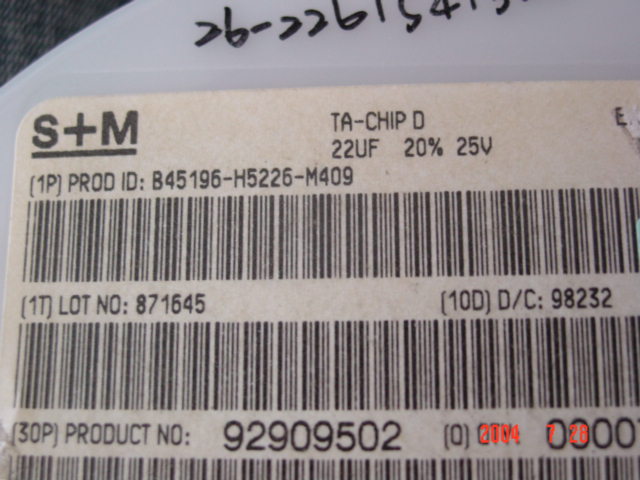 S+M
TA-CHIP D
22UF 20% 25V
(1P) PROD ID: B45196-H5226-M409
(1T) LOT NO: 871645
(10D) D/C: 98232
(30P) PRODUCT NO: 92909502 (Q)
2004 7 28